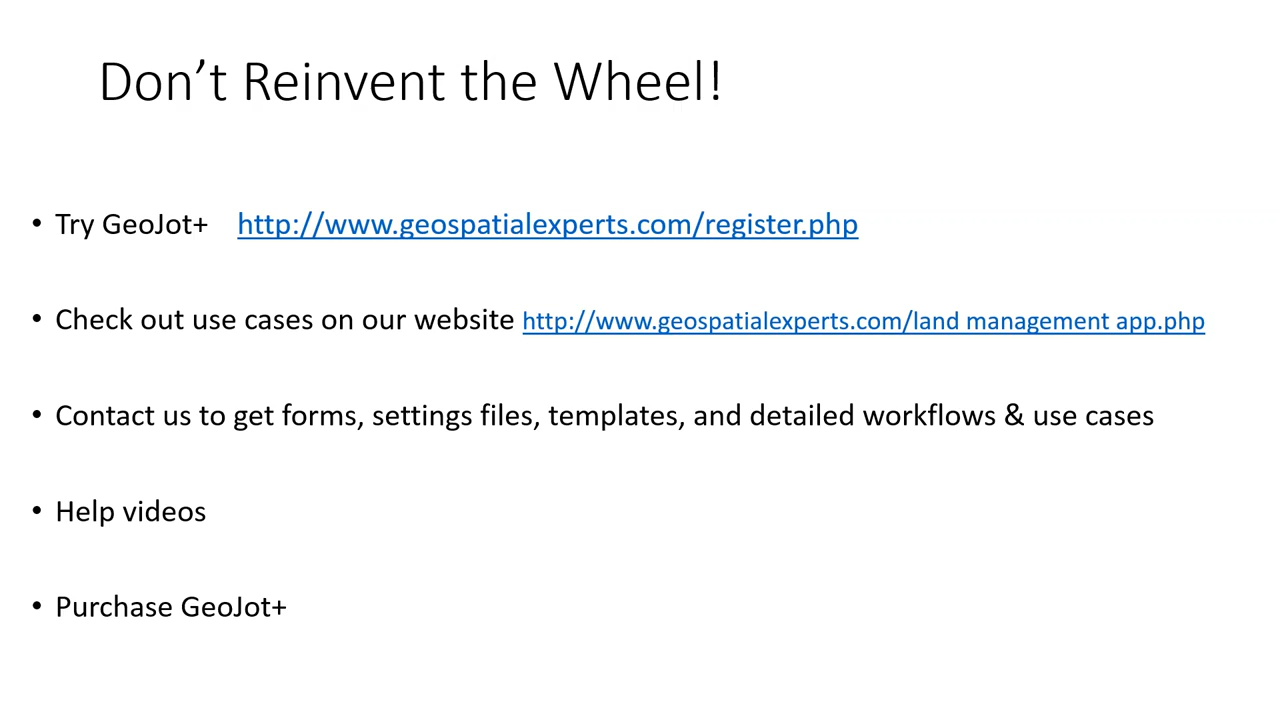 Don’t Reinvent the Wheel!
• Try GeoJot+ http://www.geospatialexperts.com/register.php
• Check out use cases on our website http://www.geospatialexperts.com/land management app.php
• Contact us to get forms, settings files, templates, and detailed workflows & use cases
• Help videos
• Purchase GeoJot+